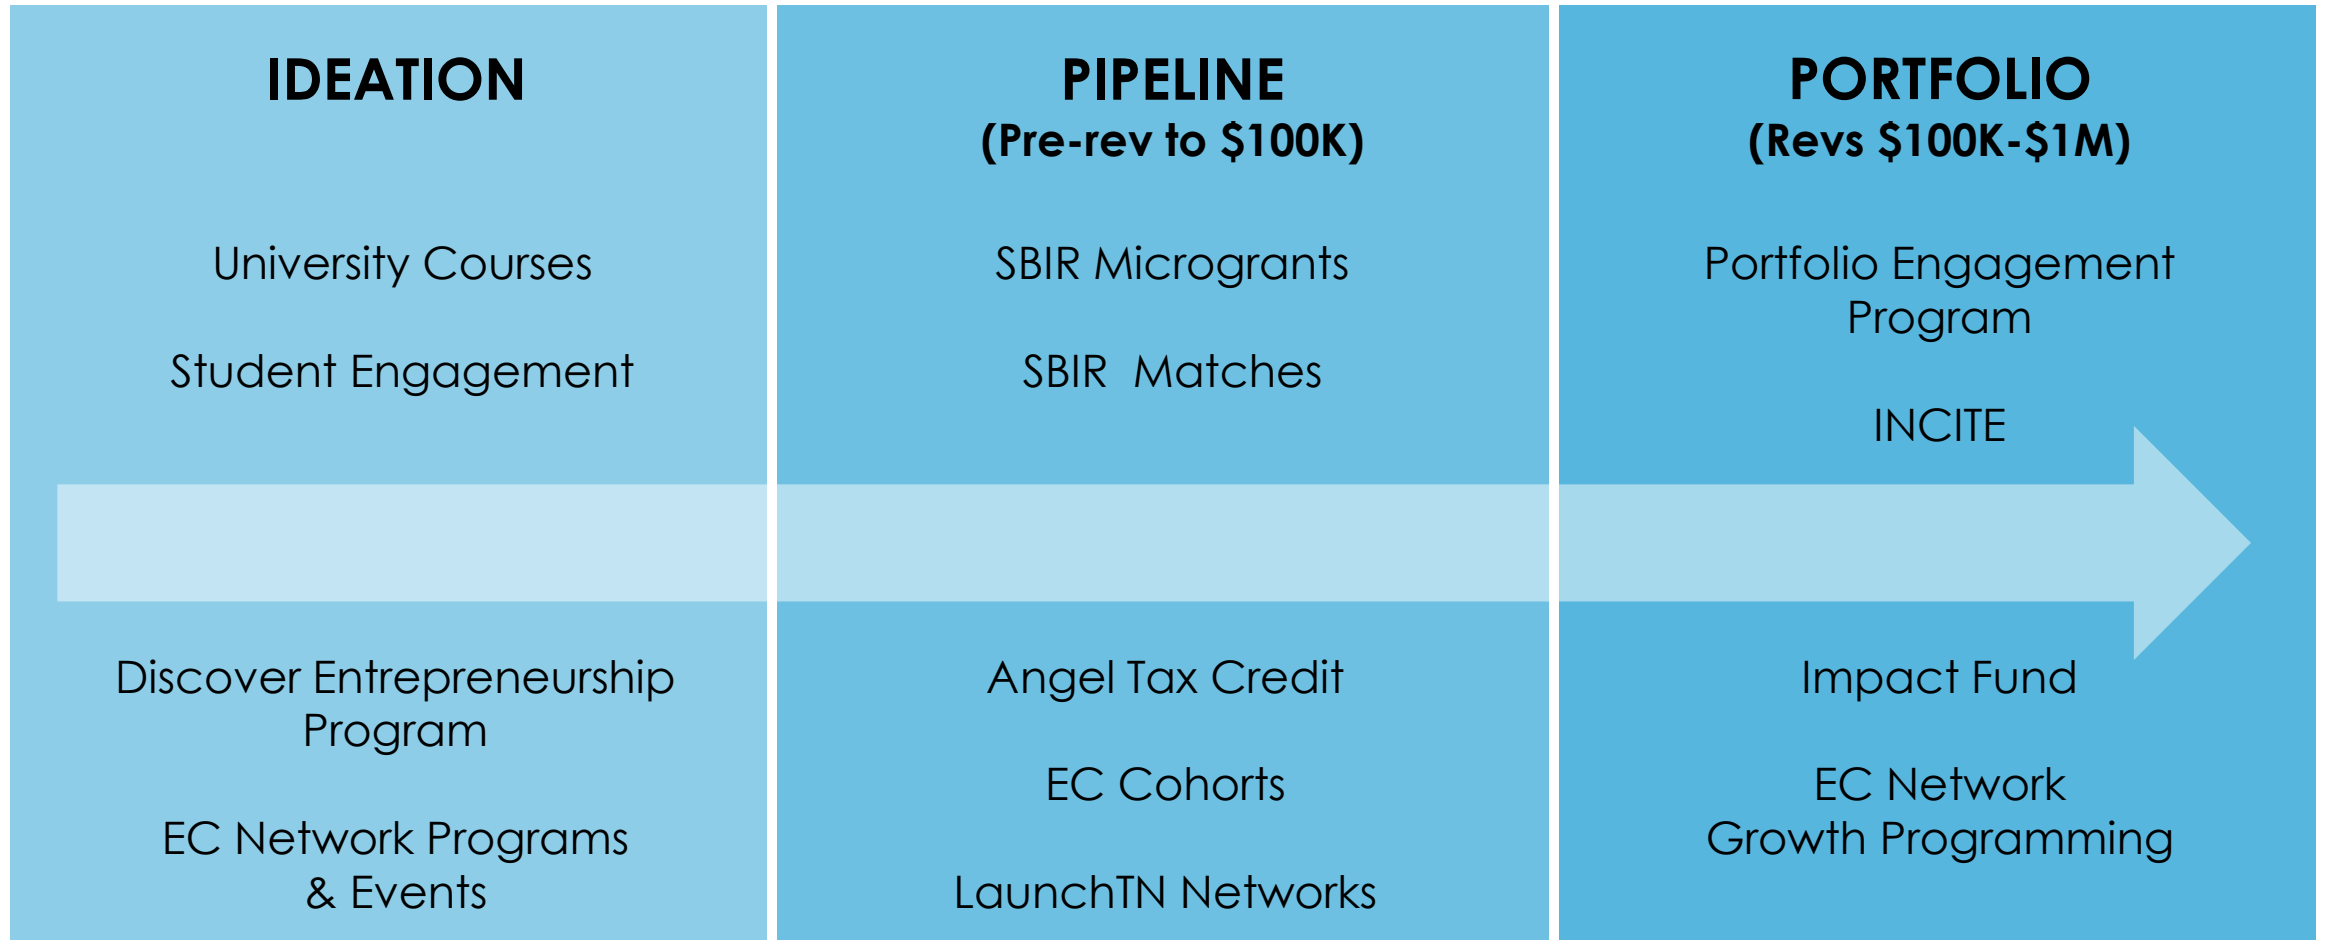 IDEATION
University Courses
Student Engagement
Discover Entrepreneurship
Program
EC Network Programs
& Events
PIPELINE
(Pre-rev to $100K)
SBIR Microgrants
SBIR  Matches
Angel Tax Credit
EC Cohorts
LaunchTN Networks
PORTFOLIO
(Revs $100K-$1M)
Portfolio Engagement
Program
INCITE
Impact Fund
EC Network
Growth Programming